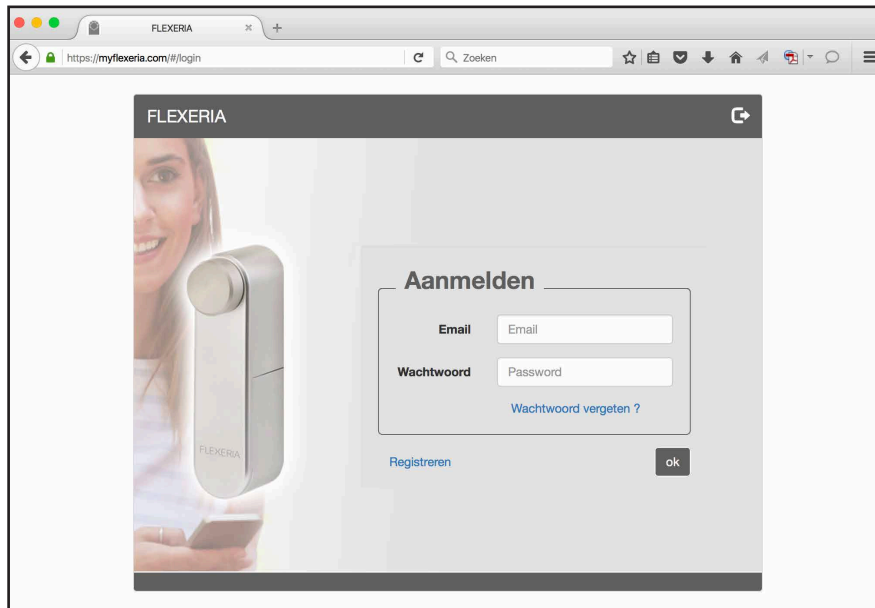 FLEXERIA
https://myflexeria.com/#/login
Zoeken
FLEXERIA
Aanmelden
Email Email
Wachtwoord Password
Wachtwoord vergeten ?
FLEXERIA
Registreren ok